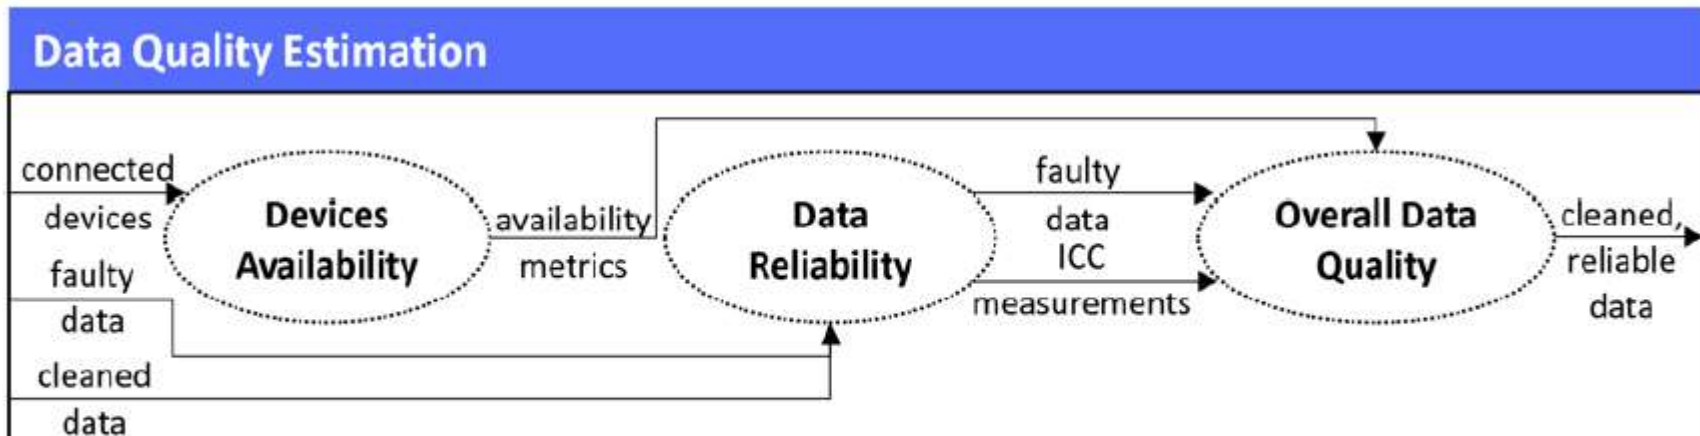 Data Quality Estimation
connected
devices
faulty
data
cleaned
data
Devices
Availability
availability
metrics
Data
Reliability
faulty
data
ICC
measurements
Overall Data
Quality
cleaned,
reliable
data